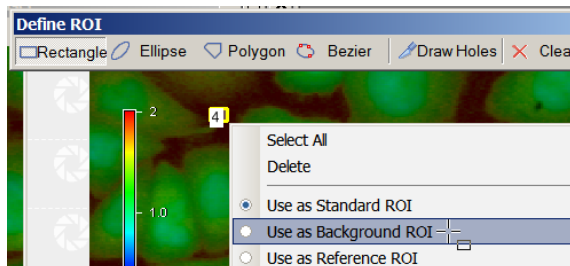 Define ROI
Rectangle Ellipse Polygon Bezier Draw Holes Clea
2
4
Select All
Delete
Use as Standard ROI
1.0
Use as Background ROI
Use as Reference ROI